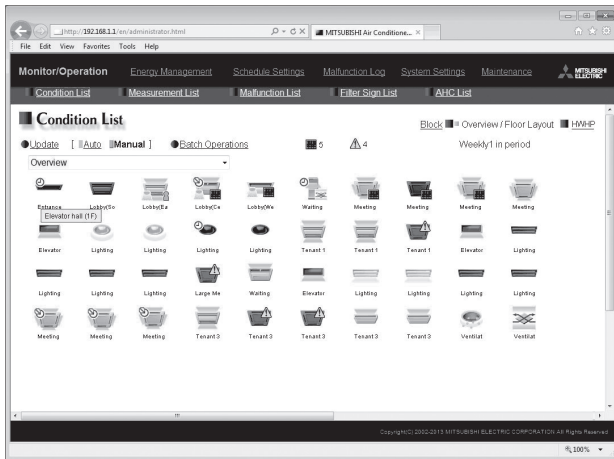 http://192.168.1.1/en/administrator.html
MITSUBISHI Air Conditione...
File Edit View Favorites Tools Help
Monitor/Operation Energy Management Schedule Settings Malfunction Log System Settings Maintenance MITSUBISHI ELECTRIC
Condition List Measurement List Malfunction List Filter Sign List AHC List
Condition List
Block Overview / Floor Layout HWHP
Update [ Auto Manual ] Batch Operations 5 4 Weekly1 in period
Overview
Entrance Lobby(So Lobby(Ea Lobby(Ce Lobby(We Waiting Meeting Meeting Meeting Meeting
Elevator hall (1F)
Elevator Lighting Lighting Lighting Lighting Tenant 1 Tenant 1 Tenant 1 Elevator Lighting
Lighting Lighting Lighting Large Me Waiting Elevator Lighting Lighting Lighting Lighting
Meeting Meeting Meeting Tenant 3 Tenant 3 Tenant 3 Tenant 3 Tenant 3 Ventilat Ventilat
Copyright(C) 2002-2013 MITSUBISHI ELECTRIC CORPORATION All Rights Reserved
100%